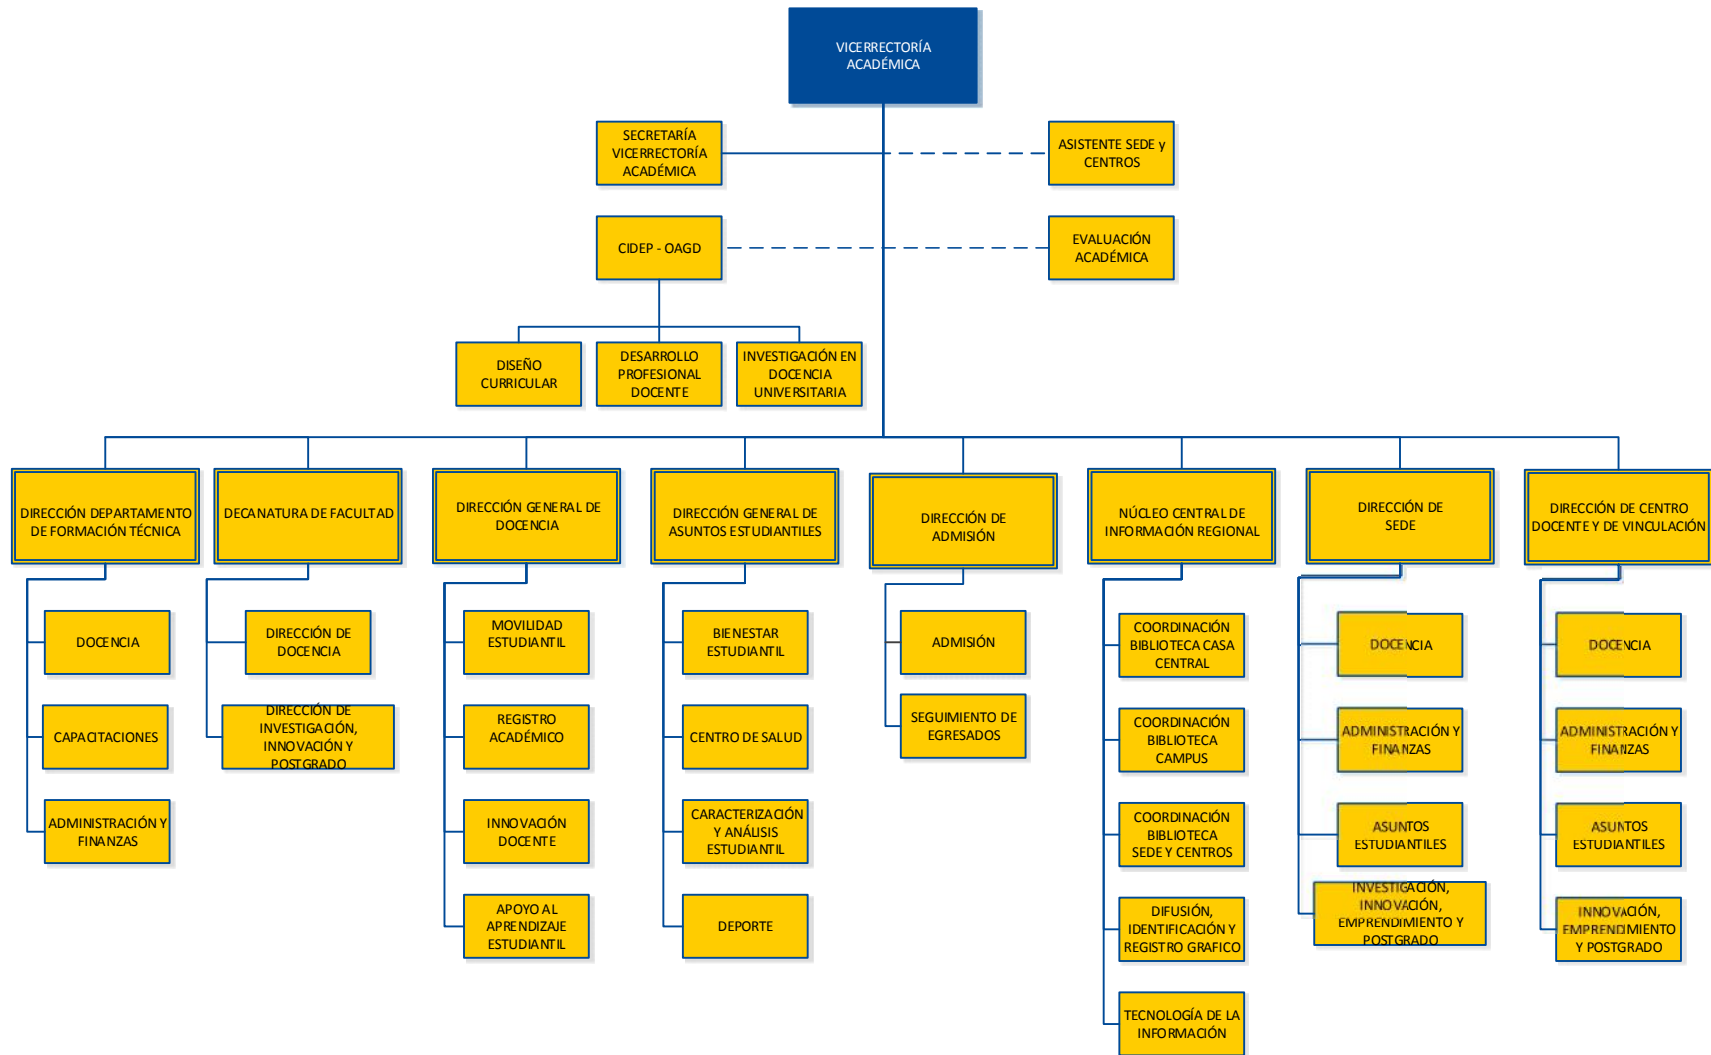 VICERRECTORÍA
ACADÉMICA
SECRETARÍA
VICERRECTORÍA
ACADÉMICA
ASISTENTE SEDE y
CENTROS
CIDEP - OAGD
EVALUACIÓN
ACADÉMICA
DISEÑO
CURRICULAR
DESARROLLO
PROFESIONAL
DOCENTE
INVESTIGACIÓN EN
DOCENCIA
UNIVERSITARIA
DIRECCIÓN DEPARTAMENTO
DE FORMACIÓN TÉCNICA
DECANATURA DE FACULTAD
DIRECCIÓN GENERAL DE
DOCENCIA
DIRECCIÓN GENERAL DE
ASUNTOS ESTUDIANTILES
DIRECCIÓN DE
ADMISIÓN
NÚCLEO CENTRAL DE
INFORMACIÓN REGIONAL
DIRECCIÓN DE
SEDE
DIRECCIÓN DE CENTRO
DOCENTE Y DE VINCULACIÓN
DOCENCIA
CAPACITACIONES
ADMINISTRACIÓN Y
FINANZAS
DIRECCIÓN DE
DOCENCIA
DIRECCIÓN DE
INVESTIGACIÓN,
INNOVACIÓN Y
POSTGRADO
MOVILIDAD
ESTUDIANTIL
REGISTRO
ACADÉMICO
INNOVACIÓN
DOCENTE
APOYO AL
APRENDIZAJE
ESTUDIANTIL
BIENESTAR
ESTUDIANTIL
CENTRO DE SALUD
CARACTERIZACIÓN
Y ANÁLISIS
ESTUDIANTIL
DEPORTE
ADMISIÓN
SEGUIMIENTO DE
EGRESADOS
COORDINACIÓN
BIBLIOTECA CASA
CENTRAL
COORDINACIÓN
BIBLIOTECA
CAMPUS
COORDINACIÓN
BIBLIOTECA
SEDE Y CENTROS
DIFUSIÓN,
IDENTIFICACIÓN Y
REGISTRO GRAFICO
TECNOLOGÍA DE LA
INFORMACIÓN
DOCENCIA
ADMINISTRACIÓN Y
FINANZAS
ASUNTOS
ESTUDIANTILES
INVESTIGACIÓN,
INNOVACIÓN,
EMPRENDIMIENTO Y
POSTGRADO
DOCENCIA
ADMINISTRACIÓN Y
FINANZAS
ASUNTOS
ESTUDIANTILES
INNOVACIÓN,
EMPRENDIMIENTO
Y POSTGRADO